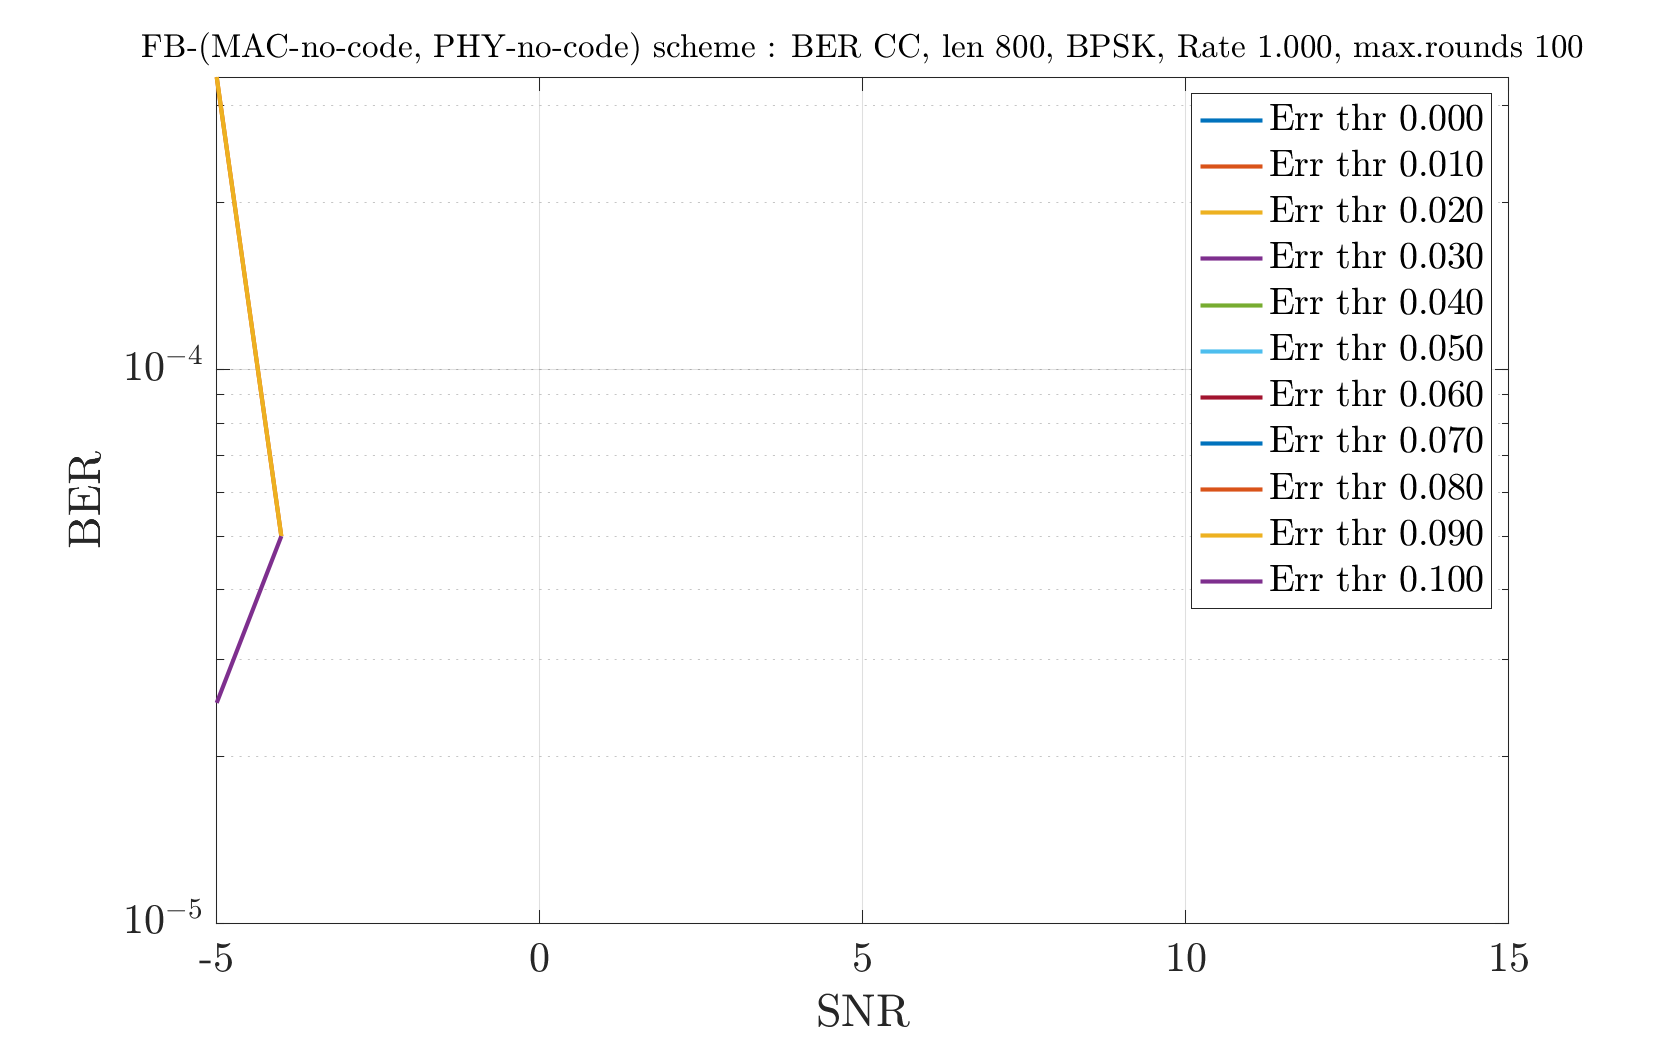 FB-(MAC-no-code, PHY-no-code) scheme : BER CC, len 800, BPSK, Rate 1.000, max.rounds 100
Err thr 0.000
Err thr 0.010
Err thr 0.020
Err thr 0.030
Err thr 0.040
Err thr 0.050
Err thr 0.060
Err thr 0.070
Err thr 0.080
Err thr 0.090
Err thr 0.100
10⁻⁴
BER
10⁻⁵
-5 0 5 10 15
SNR